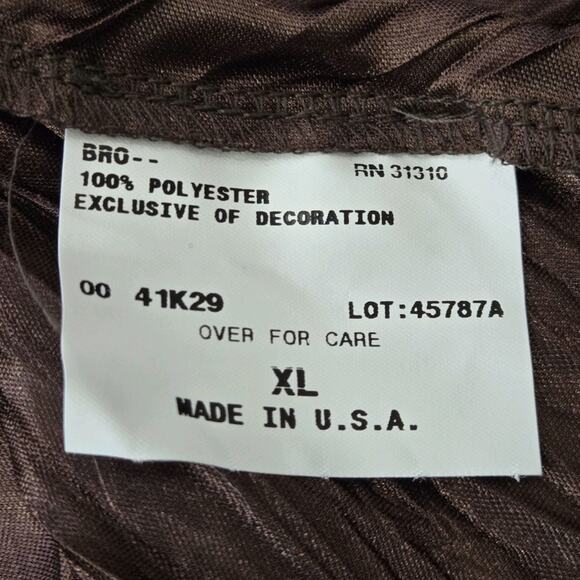 BRO--
RN 31310
100% POLYESTER
EXCLUSIVE OF DECORATION
00 41K29 LOT:45787A
OVER FOR CARE
XL
MADE IN U.S.A.